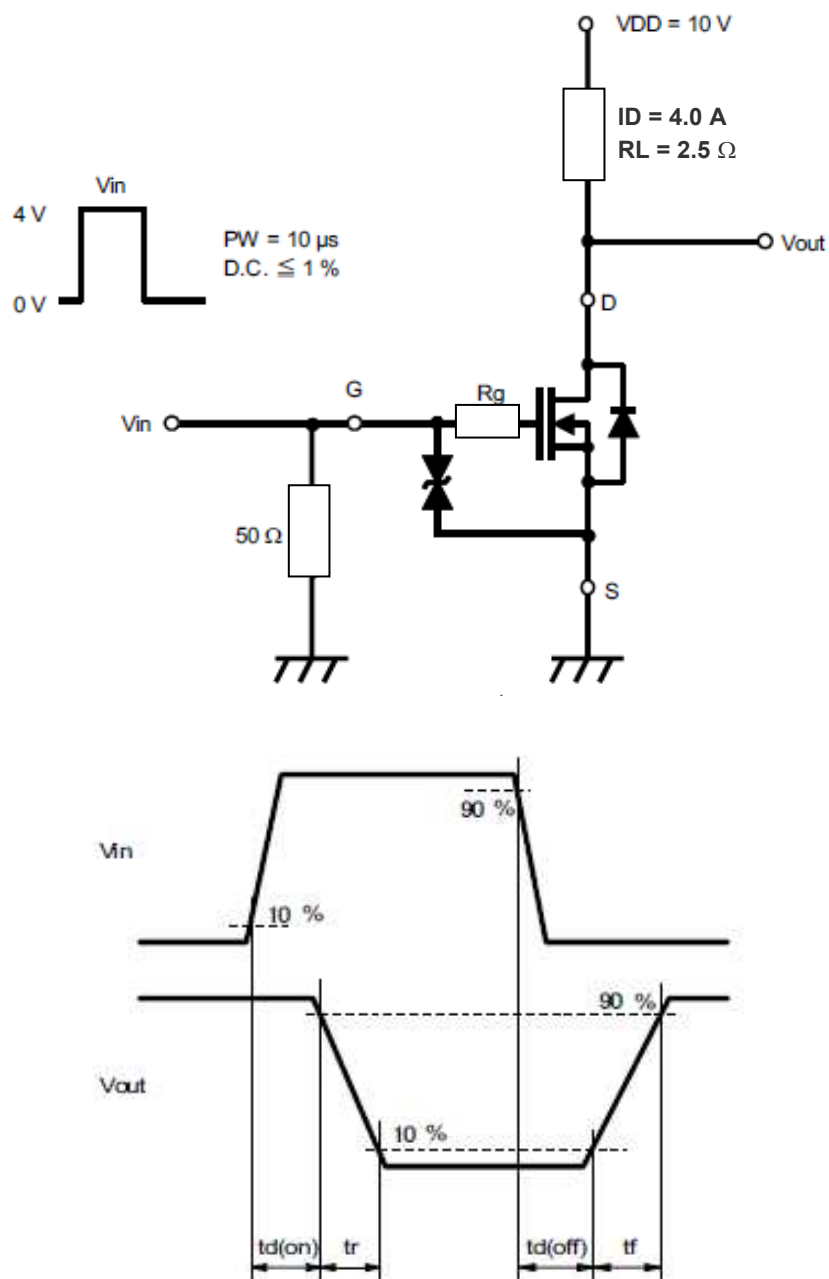 VDD = 10 V
ID = 4.0 A
RL = 2.5 Ω
Vin
4 V
PW = 10 µs
D.C. ≦ 1 %
0 V
Vout
D
G
Rg
Vin
50 Ω
S
90 %
Vin
10 %
90 %
Vout
10 %
td(on) tr td(off) tf